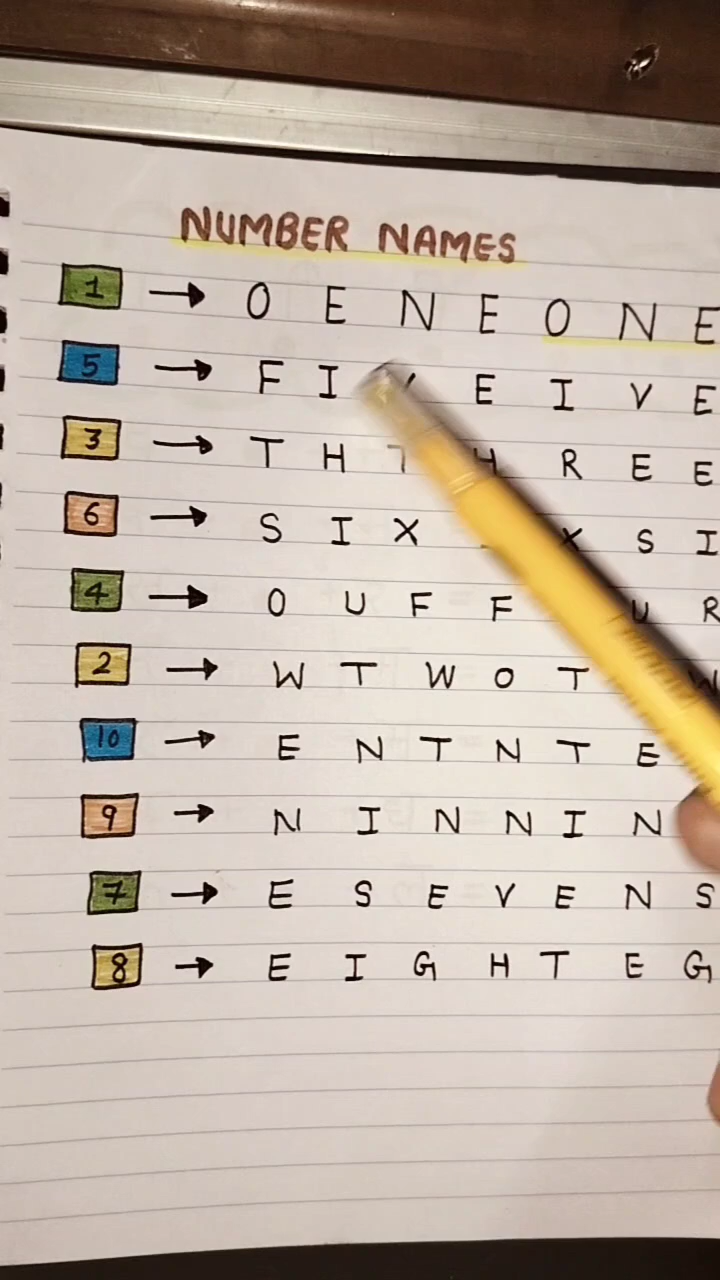 NUMBER NAMES
1 → O E N E O N E
5 → F I V E I V E
3 → T H T H R E E
6 → S I X X S I
4 → O U F F U R
2 → W T W O T W
10 → E N T N T E
9 → N I N N I N
7 → E S E V E N S
8 → E I G H T E G